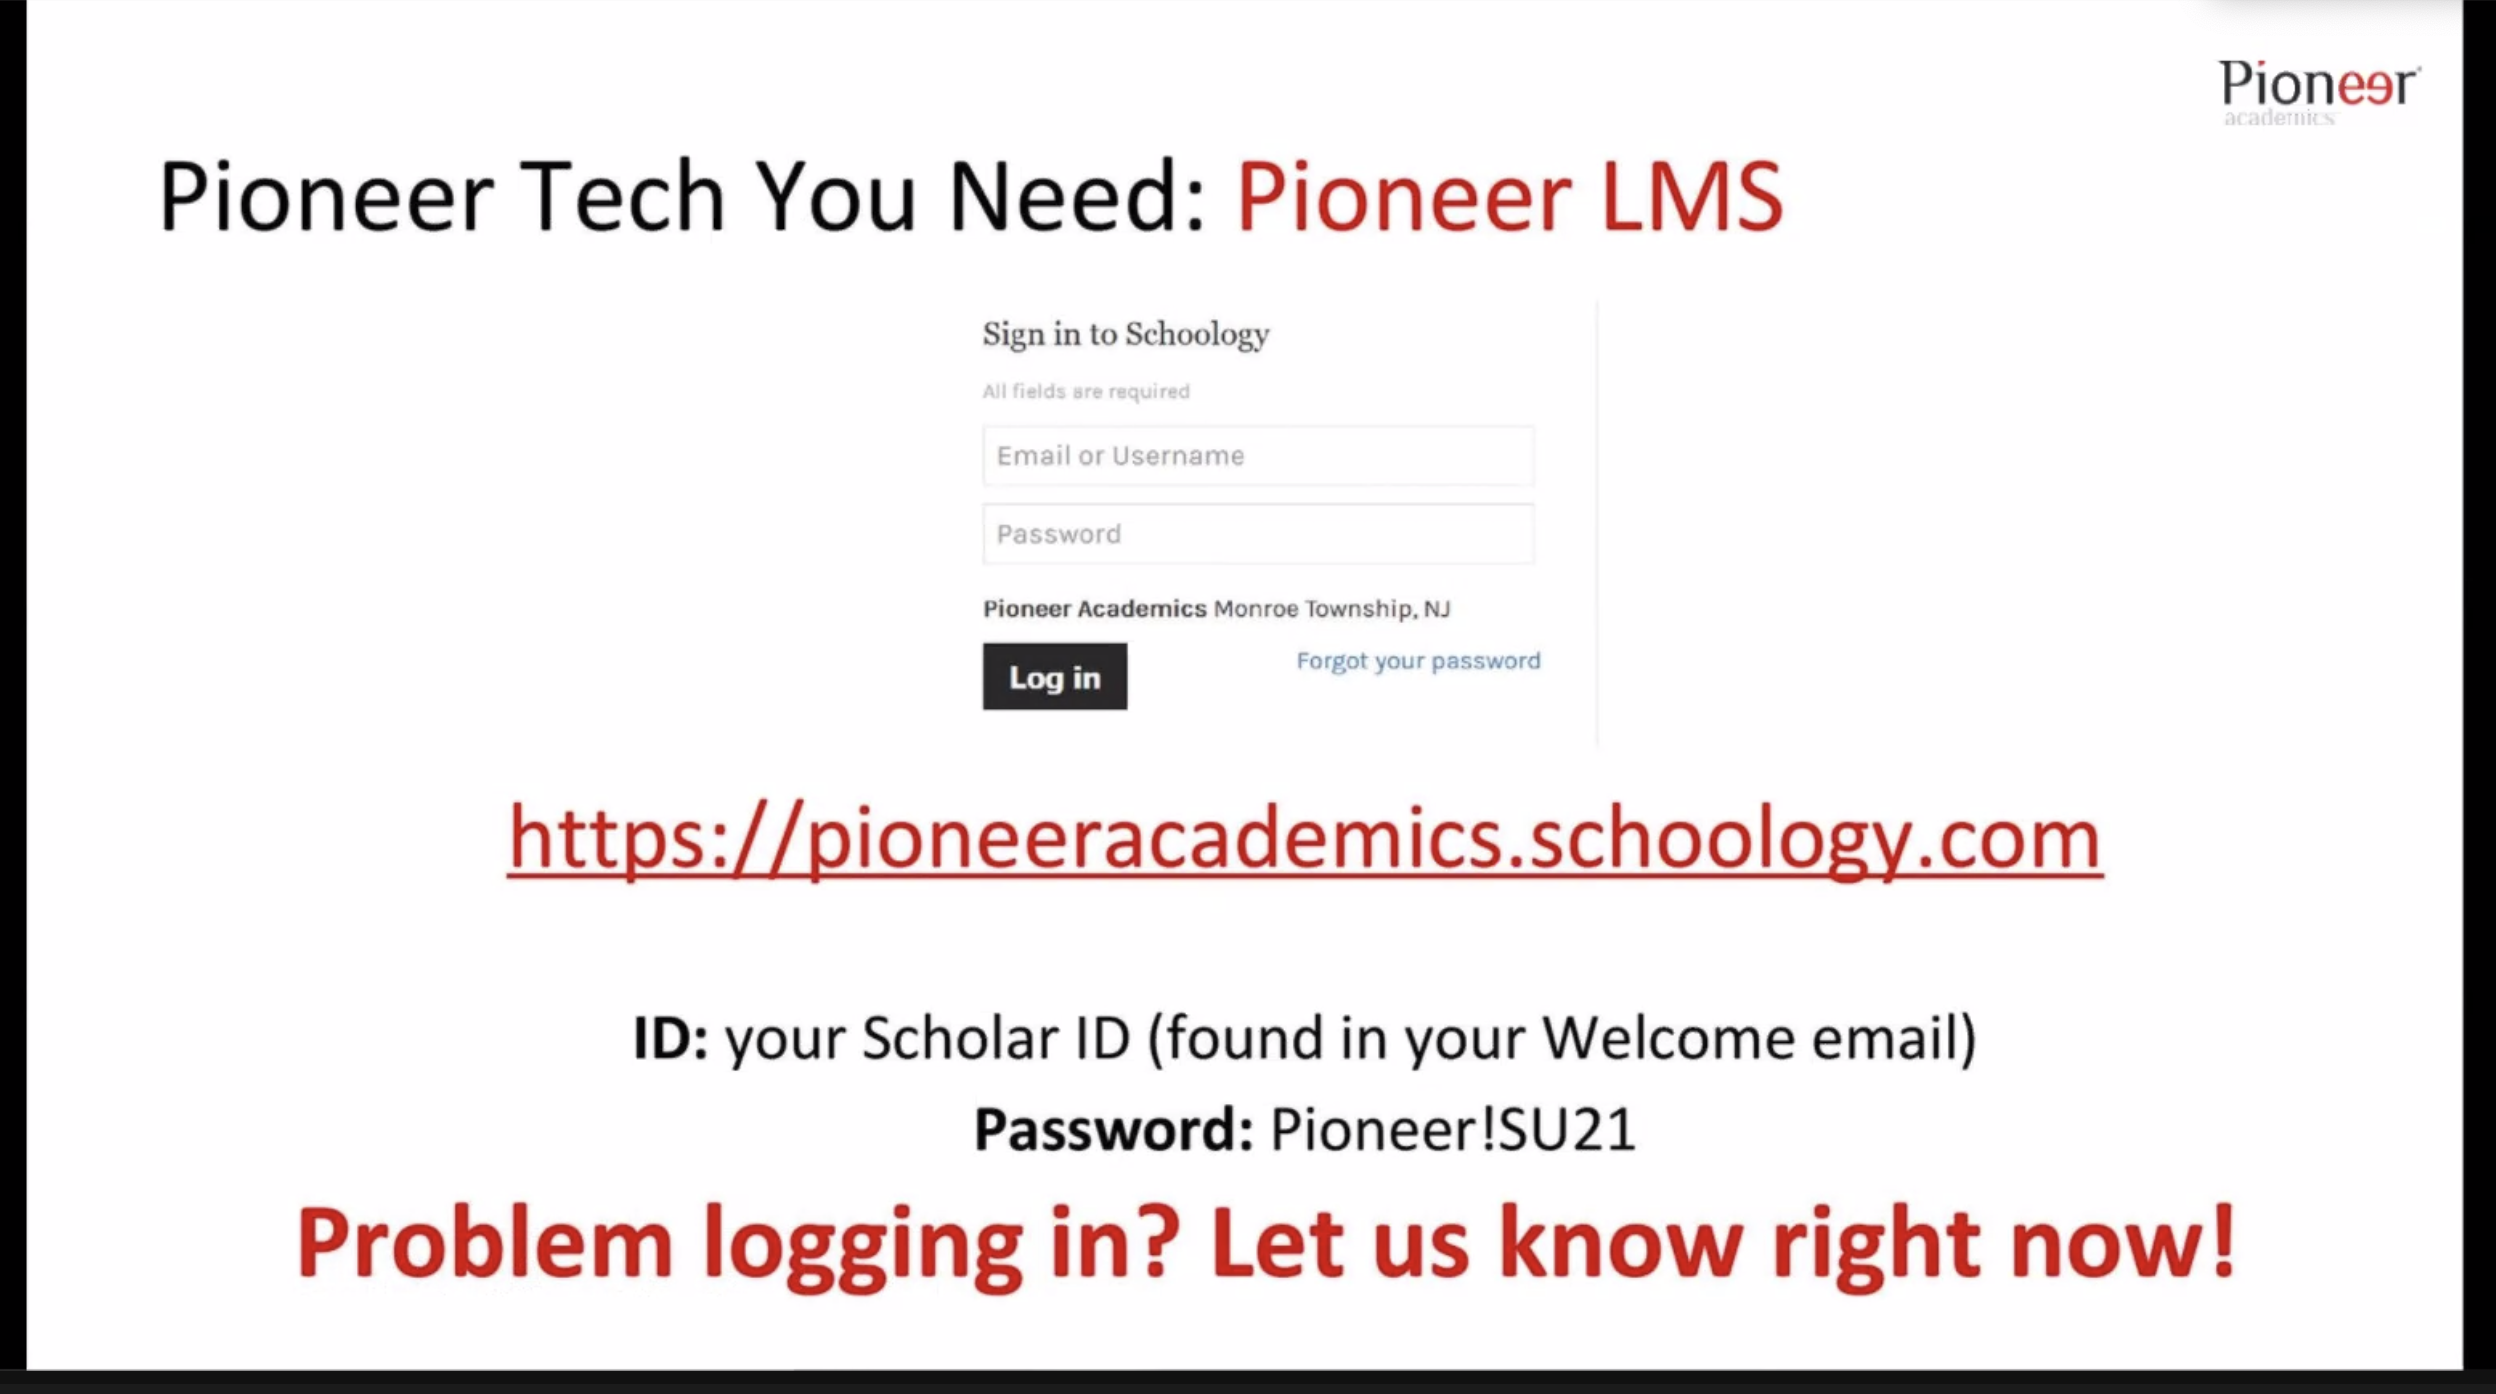 Pioneer
academics
Pioneer Tech You Need: Pioneer LMS
Sign in to Schoology
All fields are required
Email or Username
Password
Pioneer Academics Monroe Township, NJ
Log in
Forgot your password
https://pioneeracademics.schoology.com
ID: your Scholar ID (found in your Welcome email)
Password: Pioneer!SU21
Problem logging in? Let us know right now!